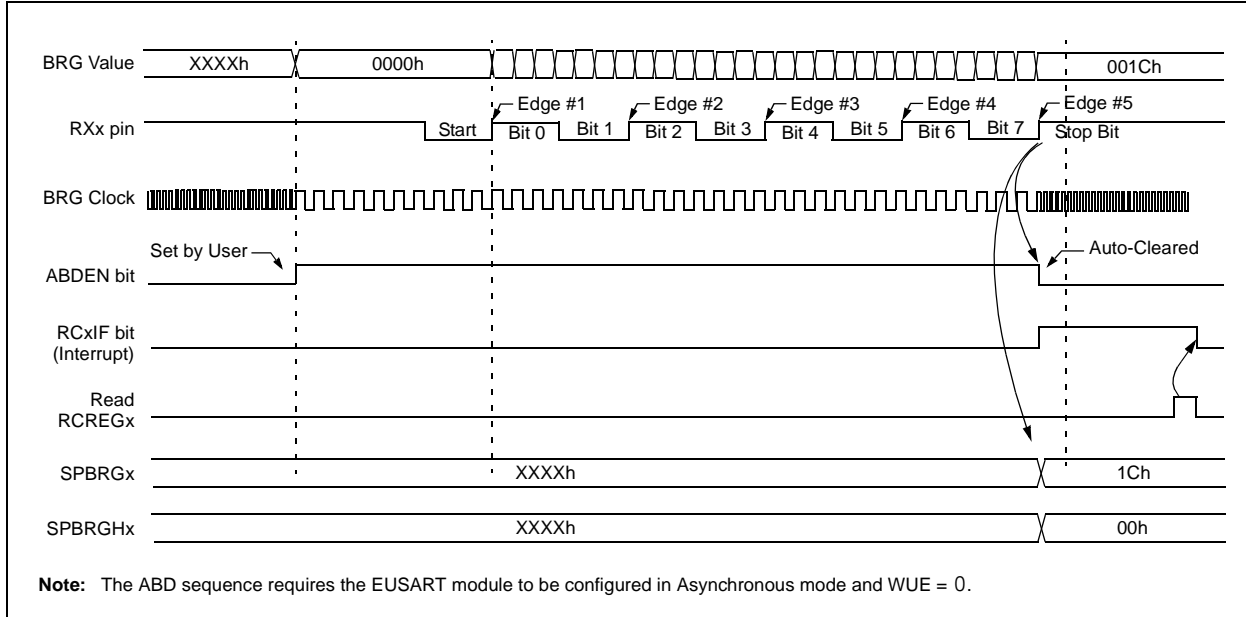 BRG Value XXXXh 0000h 001Ch
Edge #1 Edge #2 Edge #3 Edge #4 Edge #5
RXx pin Start Bit 0 Bit 1 Bit 2 Bit 3 Bit 4 Bit 5 Bit 6 Bit 7 Stop Bit
BRG Clock
Set by User Auto-Cleared
ABDEN bit
RCxIF bit
(Interrupt)
Read
RCREGx
SPBRGx XXXXh 1Ch
SPBRGHx XXXXh 00h
Note: The ABD sequence requires the EUSART module to be configured in Asynchronous mode and WUE = 0.